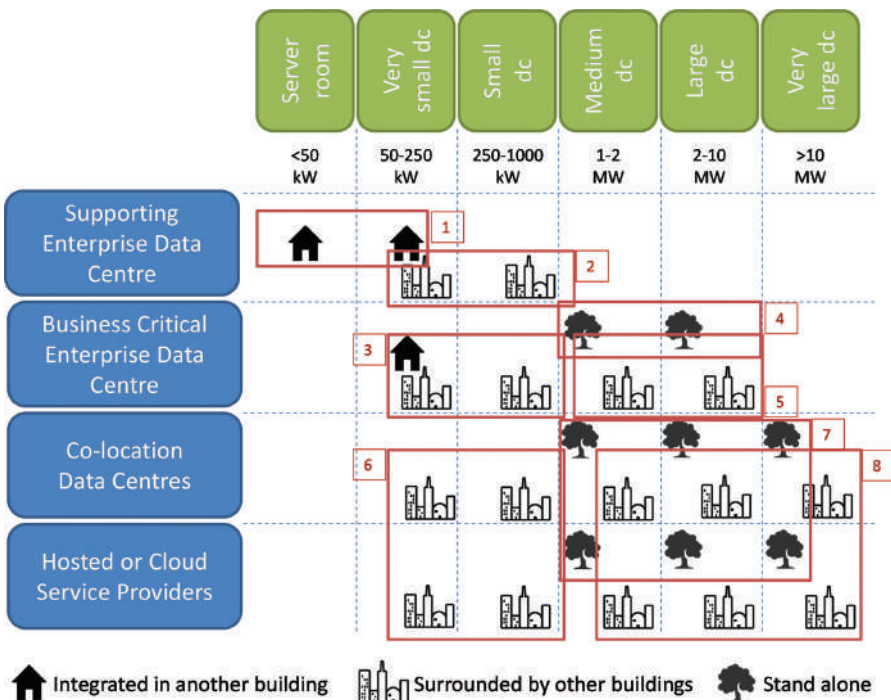 Server
room
Very
small dc
Small
dc
Medium
dc
Large
dc
Very
large dc
<50
kW
50-250
kW
250-1000
kW
1-2
MW
2-10
MW
>10
MW
Supporting
Enterprise Data
Centre
1
2
Business Critical
Enterprise Data
Centre
3
4
5
Co-location
Data Centres
6
7
8
Hosted or Cloud
Service Providers
Integrated in another building
Surrounded by other buildings
Stand alone